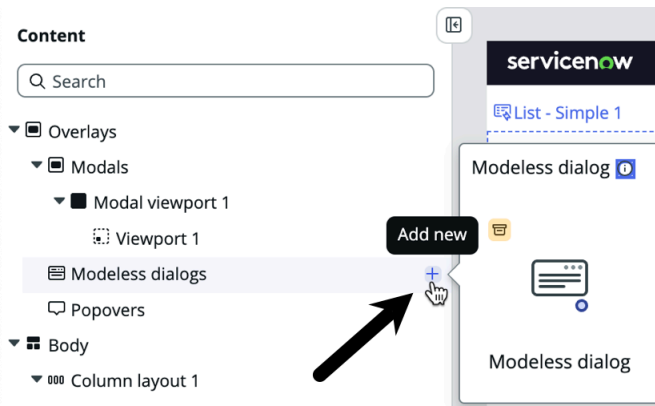 Content
Search
Overlays
Modals
Modal viewport 1
Viewport 1
Modeless dialogs
Popovers
Body
Column layout 1
Add new
servicenow
List - Simple 1
Modeless dialog
Modeless dialog